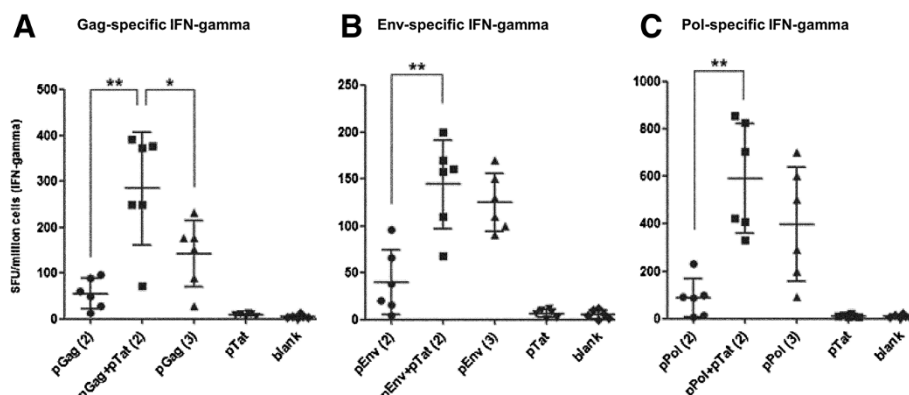 A Gag-specific IFN-gamma
B Env-specific IFN-gamma
C Pol-specific IFN-gamma
SFU/million cells (IFN-gamma)
500
400
300
200
100
0
** *
pGag (2)
pGag+pTat (2)
pGag (3)
pTat
blank
250
200
150
100
50
0
**
pEnv (2)
pEnv+pTat (2)
pEnv (3)
pTat
blank
1000
800
600
400
200
0
**
pPol (2)
pPol+pTat (2)
pPol (3)
pTat
blank